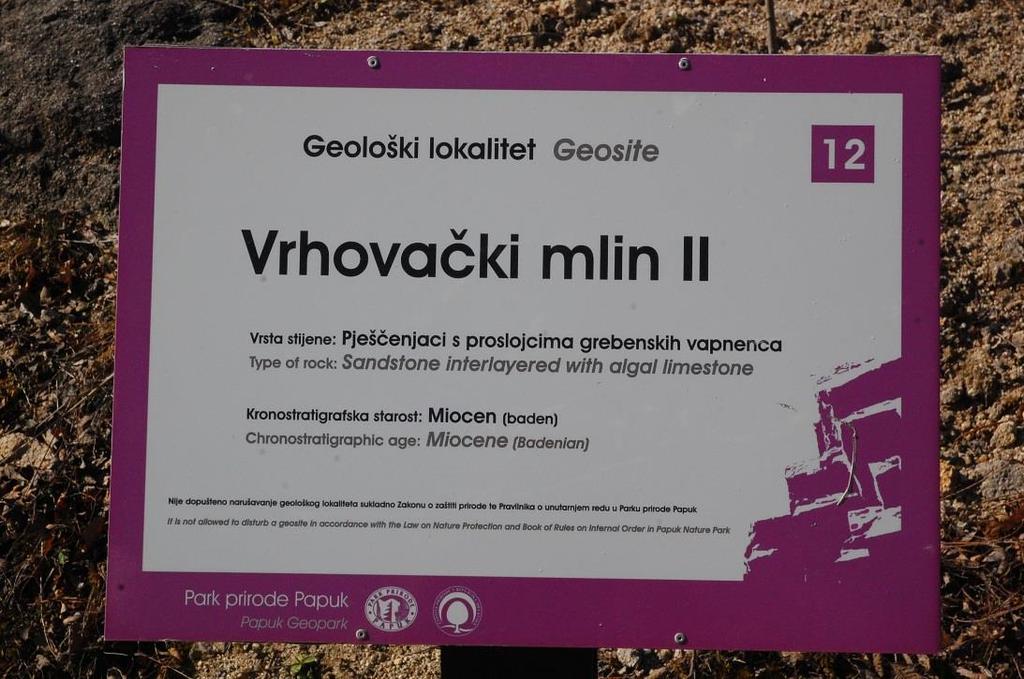 Geološki lokalitet Geosite
12
Vrhovački mlin II
Vrsta stijene: Pješčenjaci s proslojcima grebenskih vapnenca
Type of rock: Sandstone interlayered with algal limestone
Kronostratigrafska starost: Miocen (baden)
Chronostratigraphic age: Miocene (Badenian)
Nije dopušteno narušavanje geološkog lokaliteta sukladno Zakonu o zaštiti prirode te Pravilnika o unutarnjem redu u Parku prirode Papuk
It is not allowed to disturb a geosite in accordance with the Law on Nature Protection and Book of Rules on Internal Order in Papuk Nature Park
Park prirode Papuk
Papuk Geopark
PARK PRIRODE
PAPUK